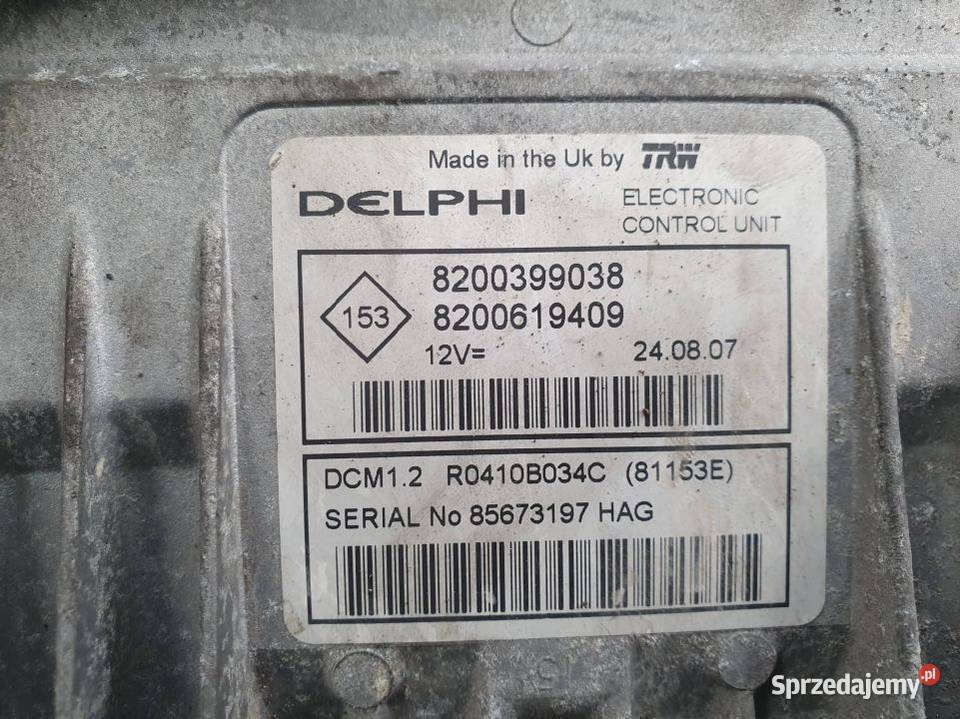 Made in the Uk by TRW
DELPHI
ELECTRONIC
CONTROL UNIT
153
8200399038
8200619409
12V=
24.08.07
DCM1.2 R0410B034C (81153E)
SERIAL No 85673197 HAG
Sprzedajemy.pl